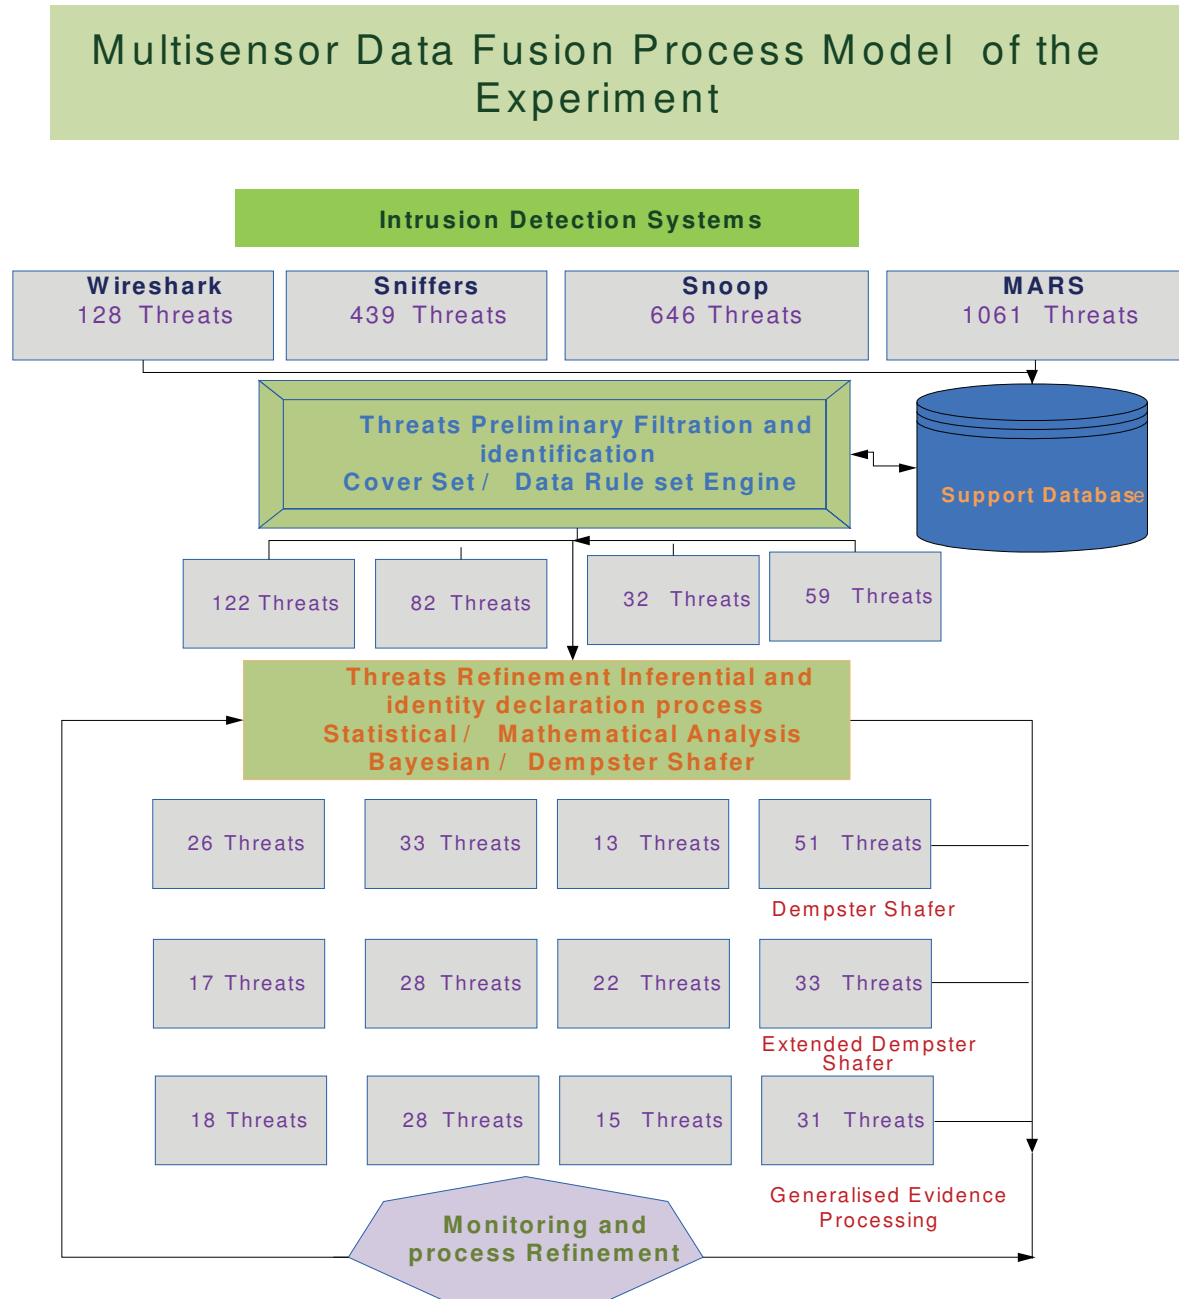 Multisensor Data Fusion Process Model of the
Experiment
Intrusion Detection Systems
Wireshark
128 Threats
Sniffers
439 Threats
Snoop
646 Threats
MARS
1061 Threats
Threats Preliminary Filtration and
identification
Cover Set / Data Rule set Engine
Support Database
122 Threats
82 Threats
32 Threats
59 Threats
Threats Refinement Inferential and
identity declaration process
Statistical / Mathematical Analysis
Bayesian / Dempster Shafer
26 Threats
33 Threats
13 Threats
51 Threats
Dempster Shafer
17 Threats
28 Threats
22 Threats
33 Threats
Extended Dempster
Shafer
18 Threats
28 Threats
15 Threats
31 Threats
Generalised Evidence
Processing
Monitoring and
process Refinement